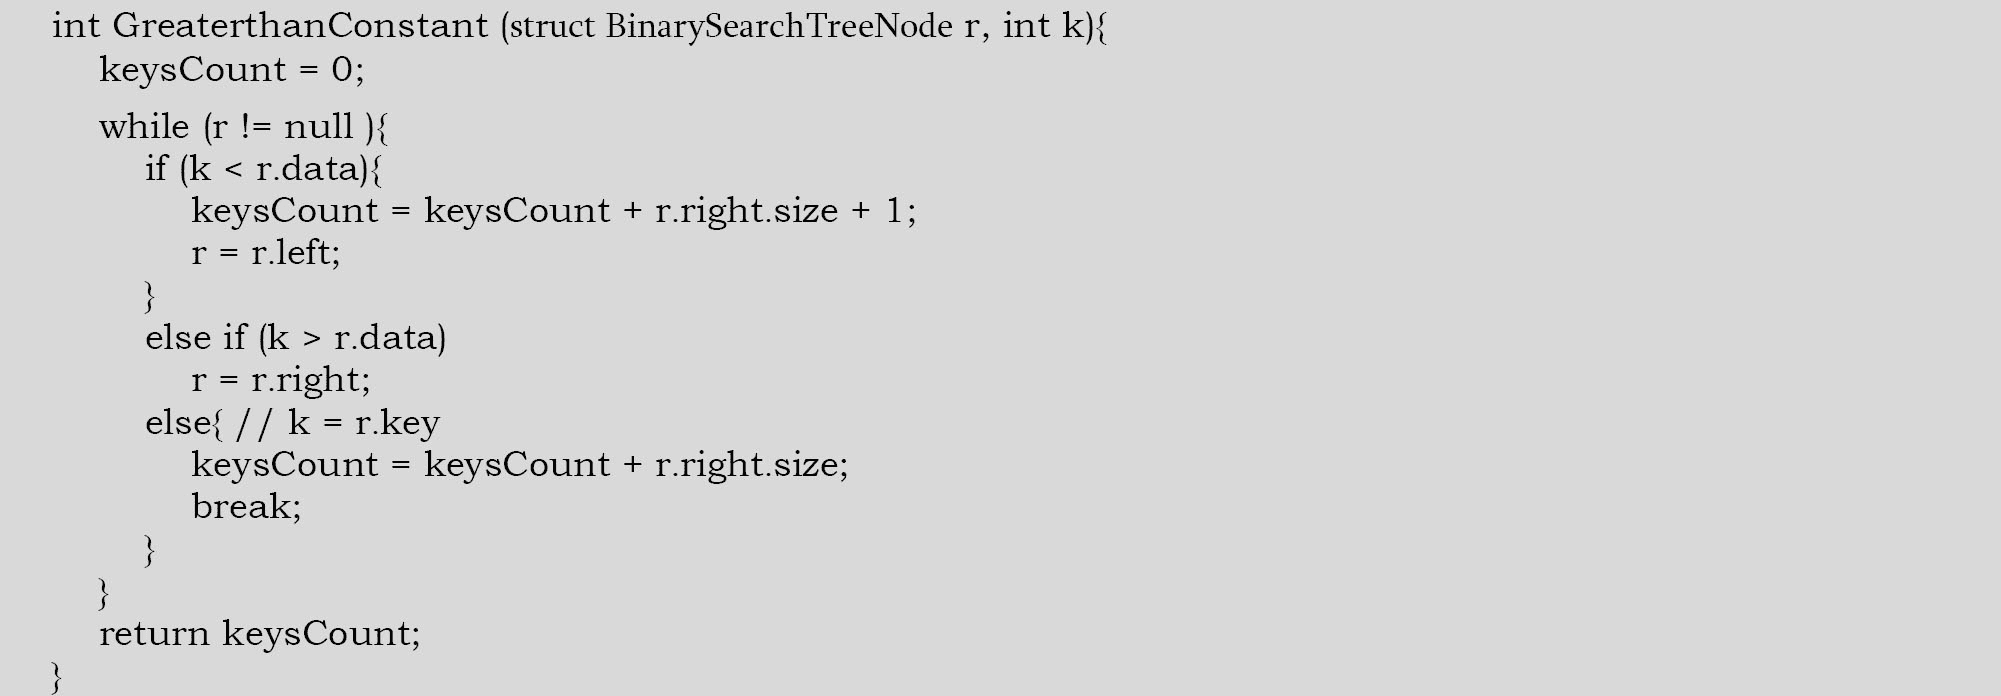 int GreaterthanConstant (struct BinarySearchTreeNode r, int k){
keysCount = 0;
while (r != null ){
if (k < r.data){
keysCount = keysCount + r.right.size + 1;
r = r.left;
}
else if (k > r.data)
r = r.right;
else{ // k = r.key
keysCount = keysCount + r.right.size;
break;
}
}
return keysCount;
}